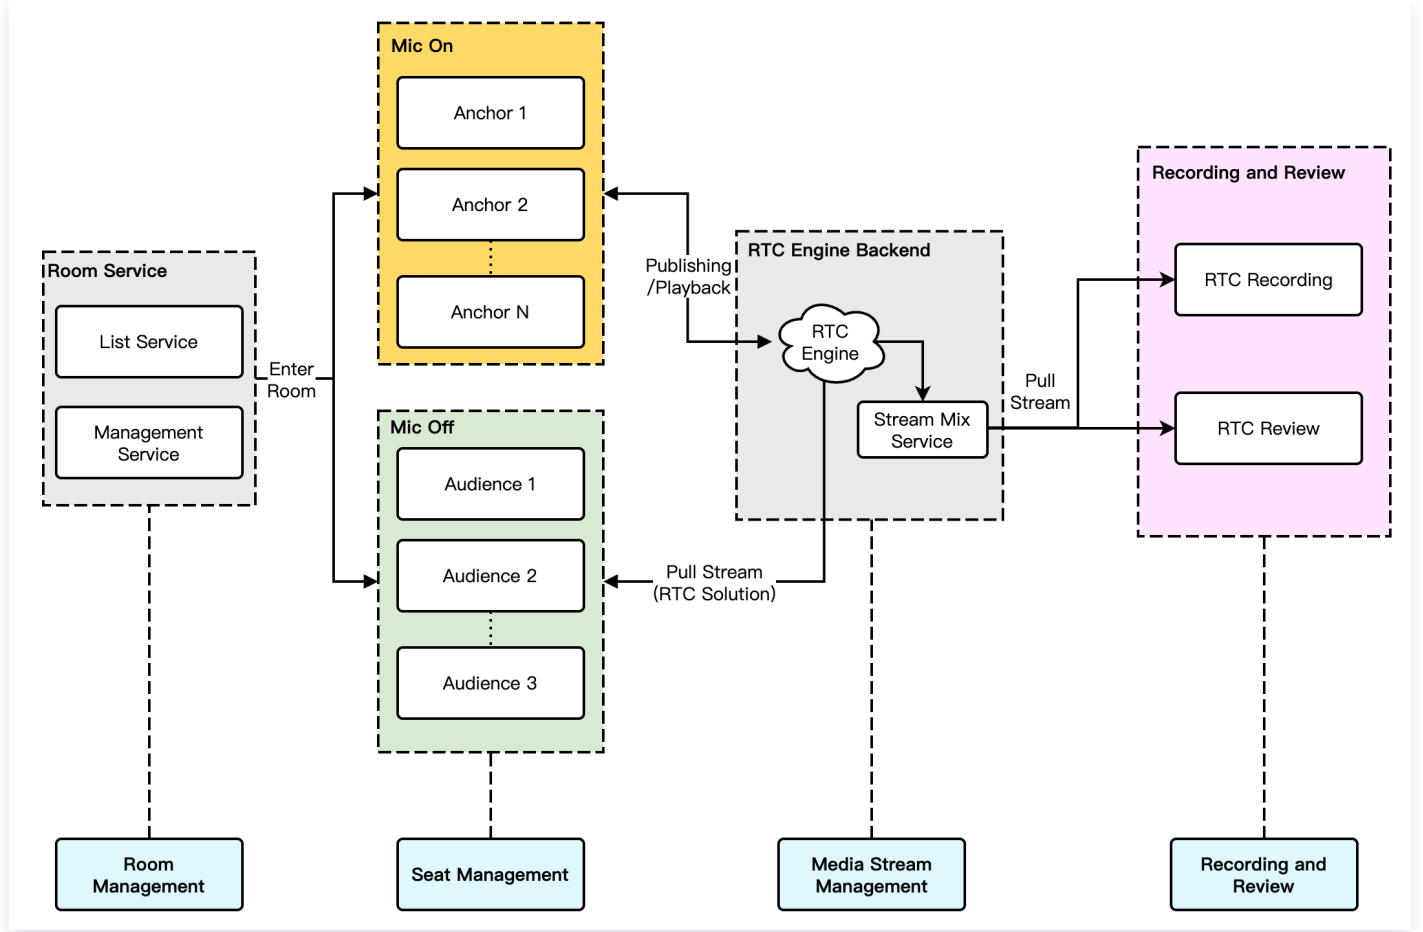 Mic On
Anchor 1
Anchor 2
Anchor N
Room Service
List Service
Management
Service
Enter
Room
Mic Off
Audience 1
Audience 2
Audience 3
Publishing
/Playback
RTC Engine Backend
RTC
Engine
Stream Mix
Service
Pull Stream
(RTC Solution)
Pull
Stream
Recording and Review
RTC Recording
RTC Review
Room
Management
Seat Management
Media Stream
Management
Recording and
Review